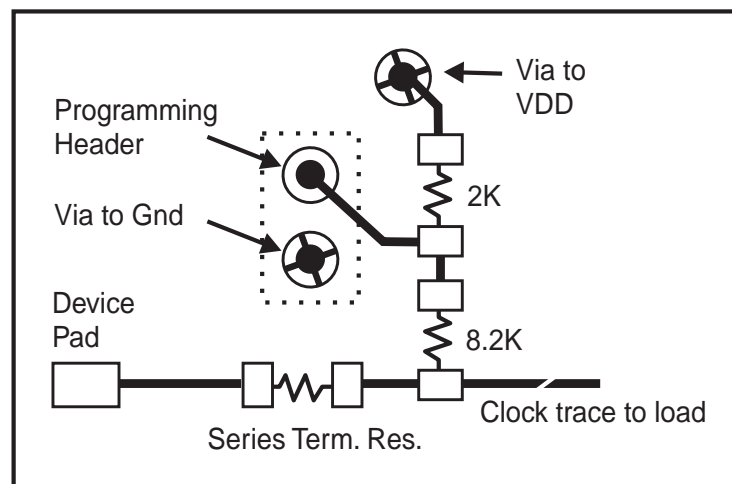 Via to
VDD
Programming
Header
2K
Via to Gnd
Device
Pad
8.2K
Clock trace to load
Series Term. Res.